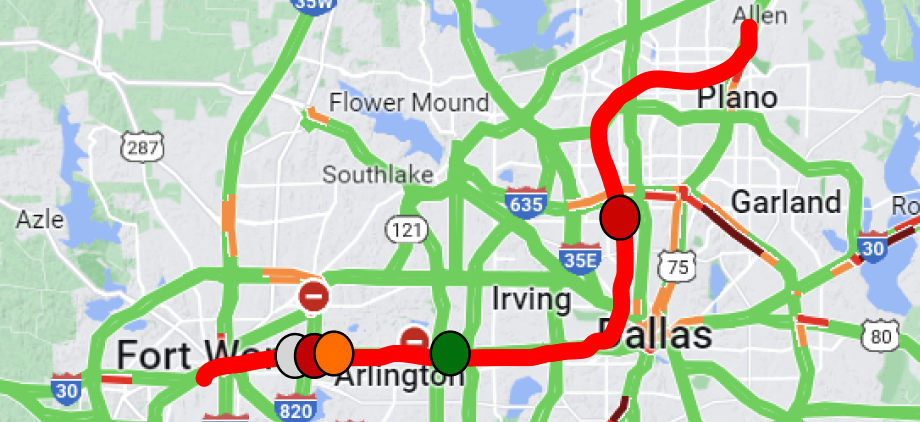 35W
Allen
Flower Mound
Plano
287
Southlake
635
Garland
Azle
121
35E
75
30
Irving
80
Fort Wor
Dallas
Arlington
30
820